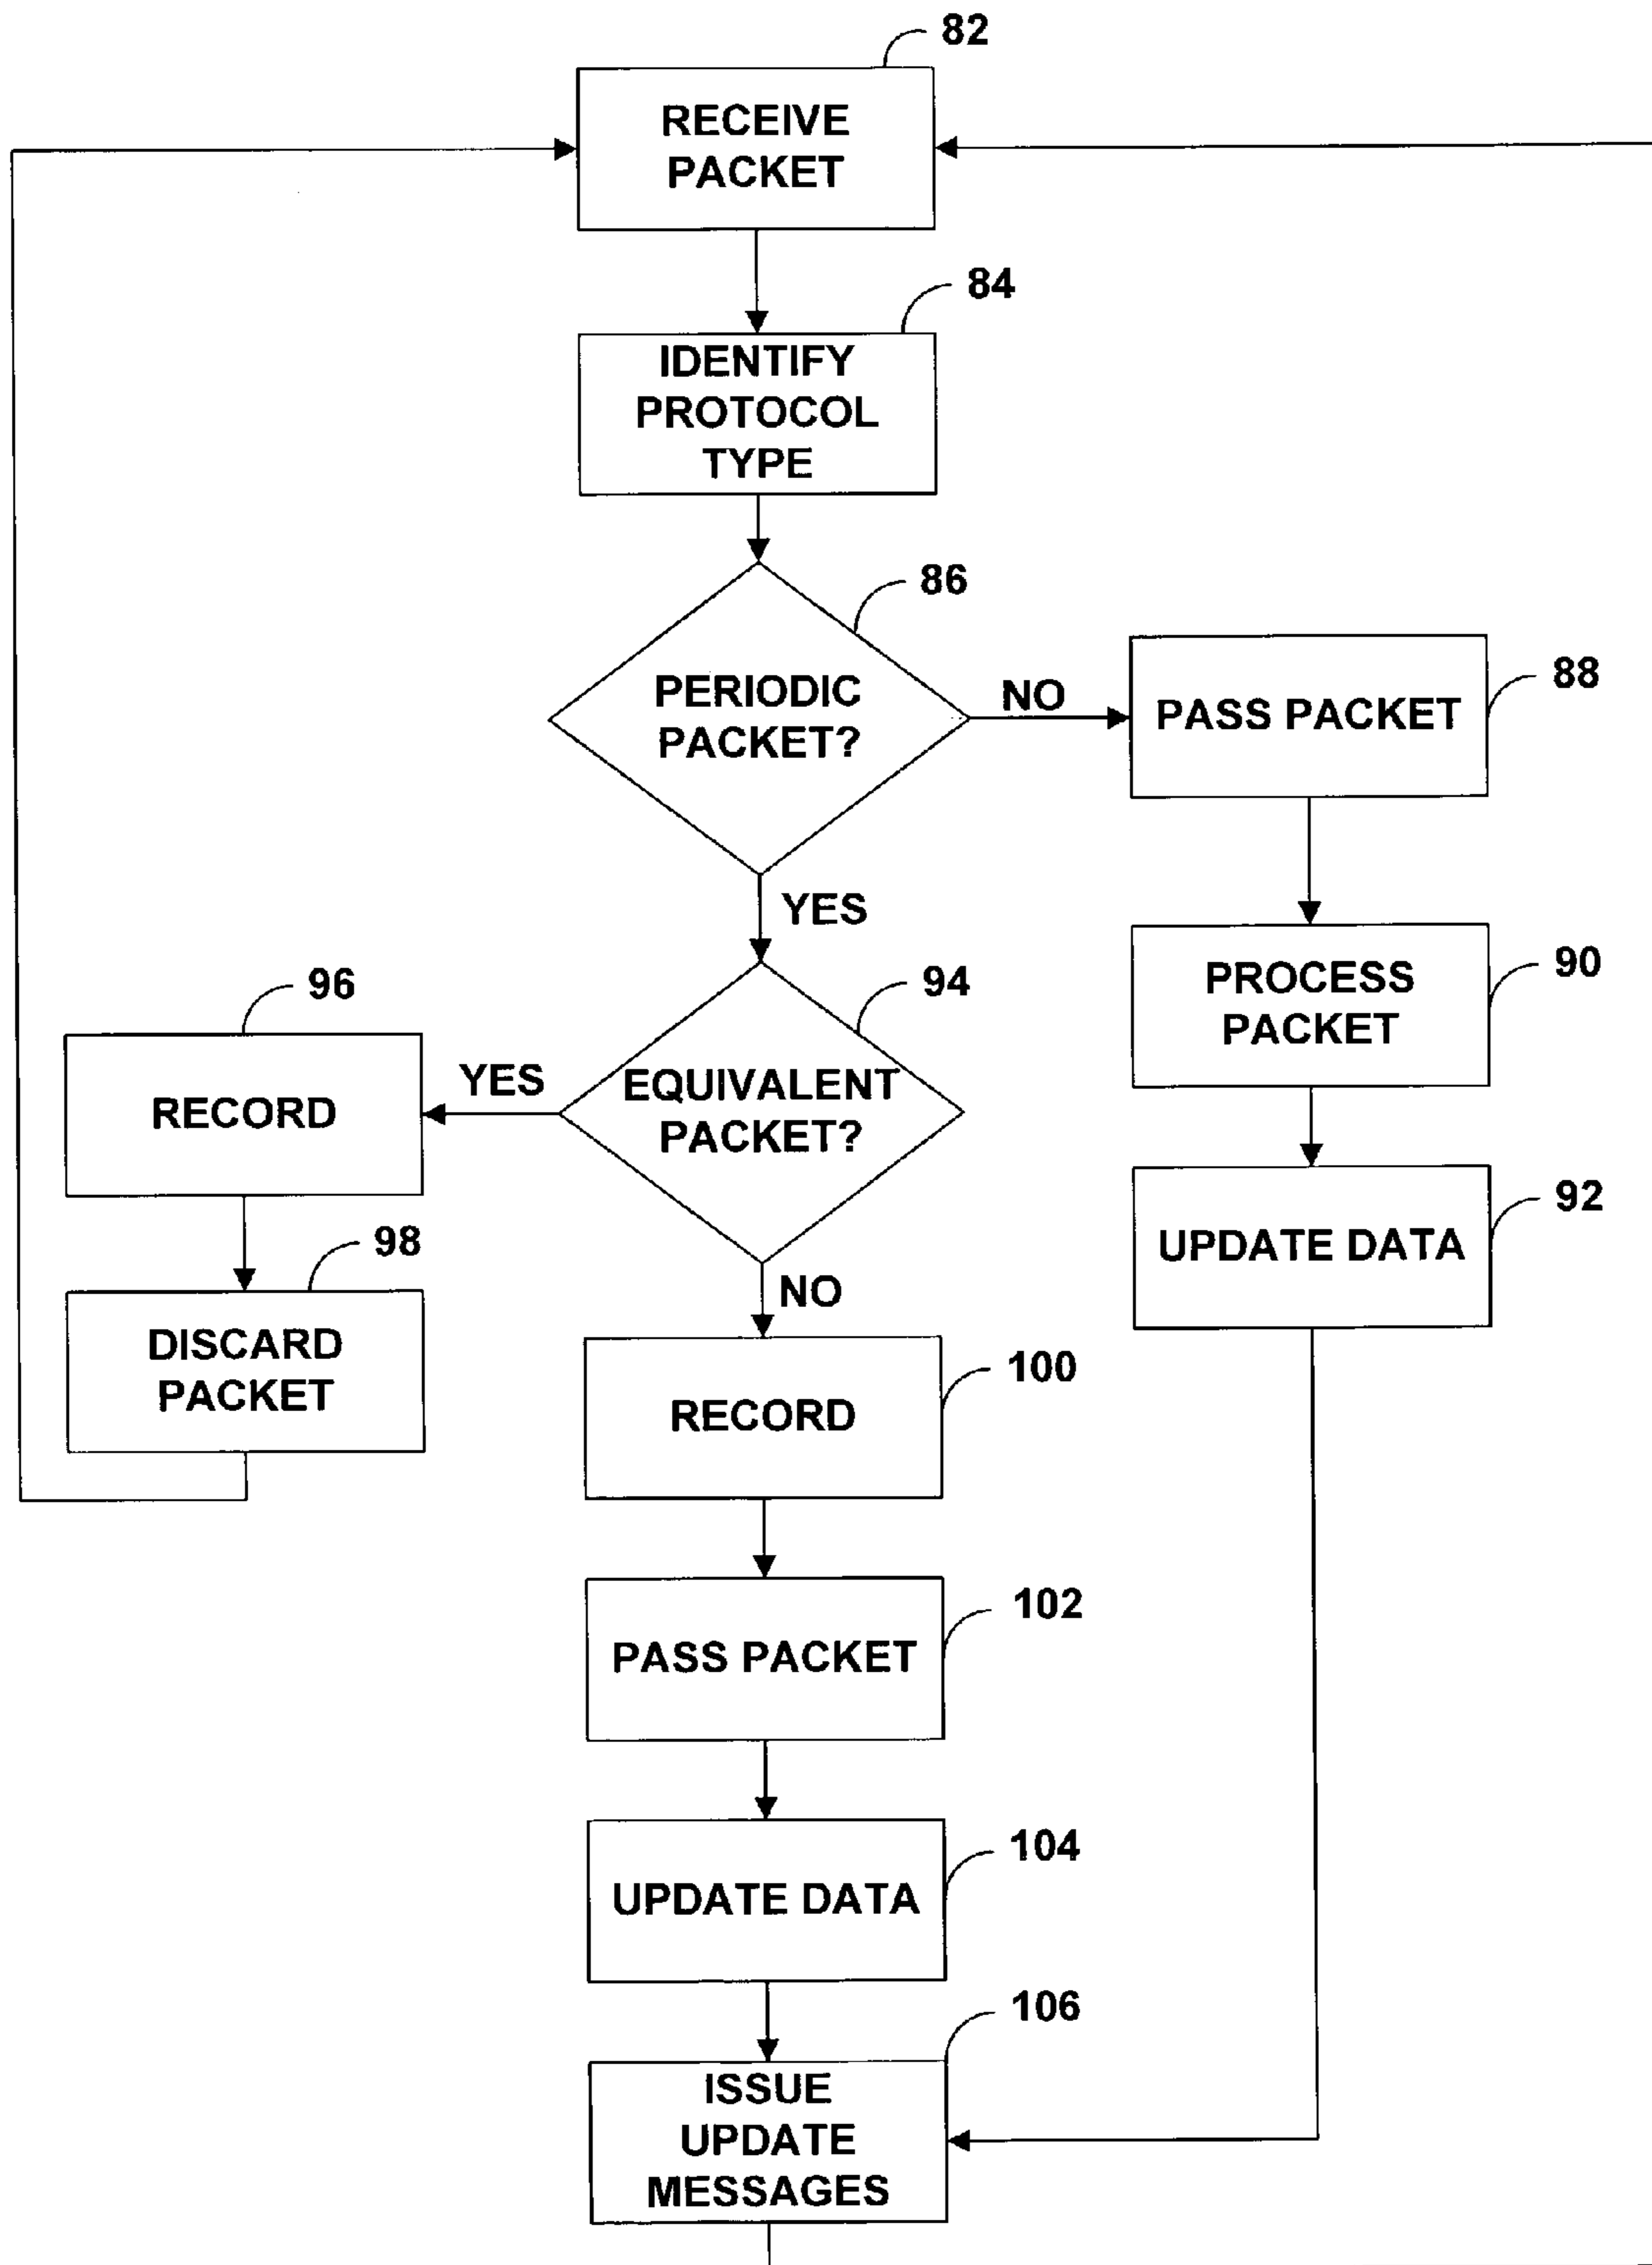 82
RECEIVE
PACKET
84
IDENTIFY
PROTOCOL
TYPE
86
PERIODIC
PACKET?
NO
88
PASS PACKET
YES
90
PROCESS
PACKET
94
EQUIVALENT
PACKET?
YES
96
RECORD
92
UPDATE DATA
98
DISCARD
PACKET
NO
100
RECORD
102
PASS PACKET
104
UPDATE DATA
106
ISSUE
UPDATE
MESSAGES